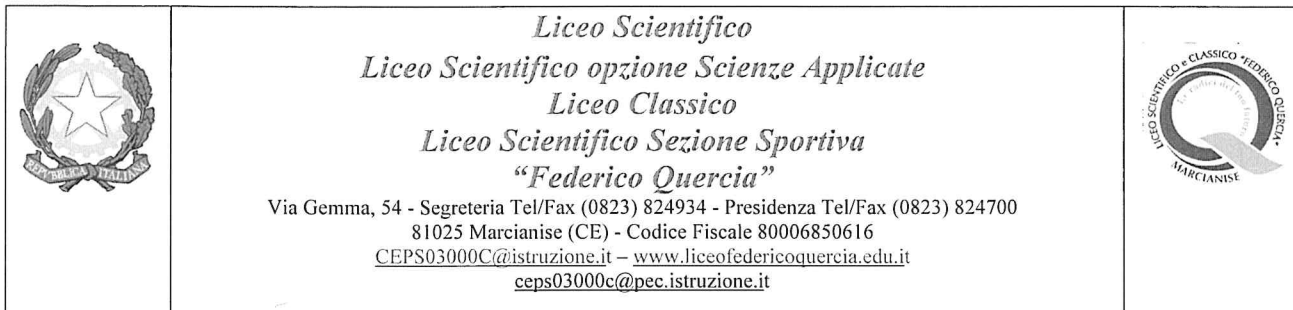 Liceo Scientifico
Liceo Scientifico opzione Scienze Applicate
Liceo Classico
Liceo Scientifico Sezione Sportiva
“Federico Quercia”
Via Gemma, 54 - Segreteria Tel/Fax (0823) 824934 - Presidenza Tel/Fax (0823) 824700
81025 Marcianise (CE) - Codice Fiscale 80006850616
CEPS03000C@istruzione.it – www.liceofedericoquercia.edu.it
ceps03000c@pec.istruzione.it
REPVBBLICA ITALIANA
LICEO SCIENTIFICO e CLASSICO "FEDERICO QUERCIA"
MARCIANISE